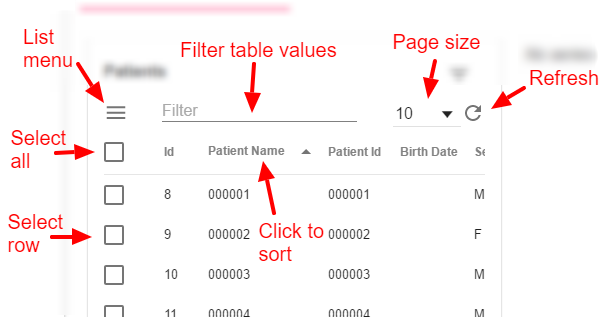 List
menu
Filter table values
Page size
Refresh
Patients
Filter
10
Select
all
Id Patient Name Patient Id Birth Date Se
8 000001 000001 M
Select
row
9 000002 000002 F
Click to
sort
10 000003 000003 M
11 000004 000004 M